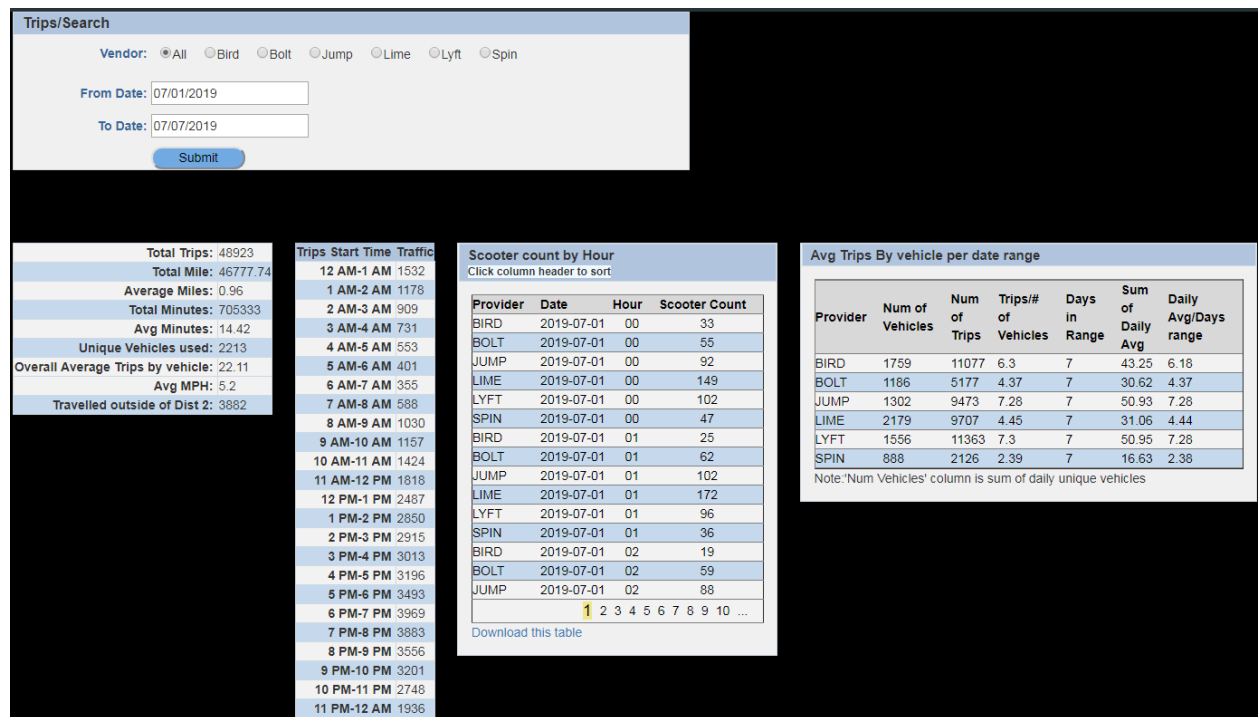 Trips/Search
Vendor: All Bird Bolt Jump Lime Lyft Spin
From Date: 07/01/2019
To Date: 07/07/2019
Submit
Total Trips: 48923
Total Mile: 46777.74
Average Miles: 0.96
Total Minutes: 705333
Avg Minutes: 14.42
Unique Vehicles used: 2213
Overall Average Trips by vehicle: 22.11
Avg MPH: 5.2
Travelled outside of Dist 2: 3882
Trips Start Time Traffic
12 AM-1 AM 1532
1 AM-2 AM 1178
2 AM-3 AM 909
3 AM-4 AM 731
4 AM-5 AM 553
5 AM-6 AM 401
6 AM-7 AM 355
7 AM-8 AM 588
8 AM-9 AM 1030
9 AM-10 AM 1157
10 AM-11 AM 1424
11 AM-12 PM 1818
12 PM-1 PM 2487
1 PM-2 PM 2850
2 PM-3 PM 2915
3 PM-4 PM 3013
4 PM-5 PM 3196
5 PM-6 PM 3493
6 PM-7 PM 3969
7 PM-8 PM 3883
8 PM-9 PM 3556
9 PM-10 PM 3201
10 PM-11 PM 2748
11 PM-12 AM 1936
Scooter count by Hour
Click column header to sort
Provider Date Hour Scooter Count
BIRD 2019-07-01 00 33
BOLT 2019-07-01 00 55
JUMP 2019-07-01 00 92
LIME 2019-07-01 00 149
LYFT 2019-07-01 00 102
SPIN 2019-07-01 00 47
BIRD 2019-07-01 01 25
BOLT 2019-07-01 01 62
JUMP 2019-07-01 01 102
LIME 2019-07-01 01 172
LYFT 2019-07-01 01 96
SPIN 2019-07-01 01 36
BIRD 2019-07-01 02 19
BOLT 2019-07-01 02 59
JUMP 2019-07-01 02 88
1 2 3 4 5 6 7 8 9 10 ...
Download this table
Avg Trips By vehicle per date range
Provider Num of Vehicles Num of Trips Trips/# of Vehicles Days in Range Sum of Daily Avg Daily Avg/Days range
BIRD 1759 11077 6.3 7 43.25 6.18
BOLT 1186 5177 4.37 7 30.62 4.37
JUMP 1302 9473 7.28 7 50.93 7.28
LIME 2179 9707 4.45 7 31.06 4.44
LYFT 1556 11363 7.3 7 50.95 7.28
SPIN 888 2126 2.39 7 16.63 2.38
Note:'Num Vehicles' column is sum of daily unique vehicles